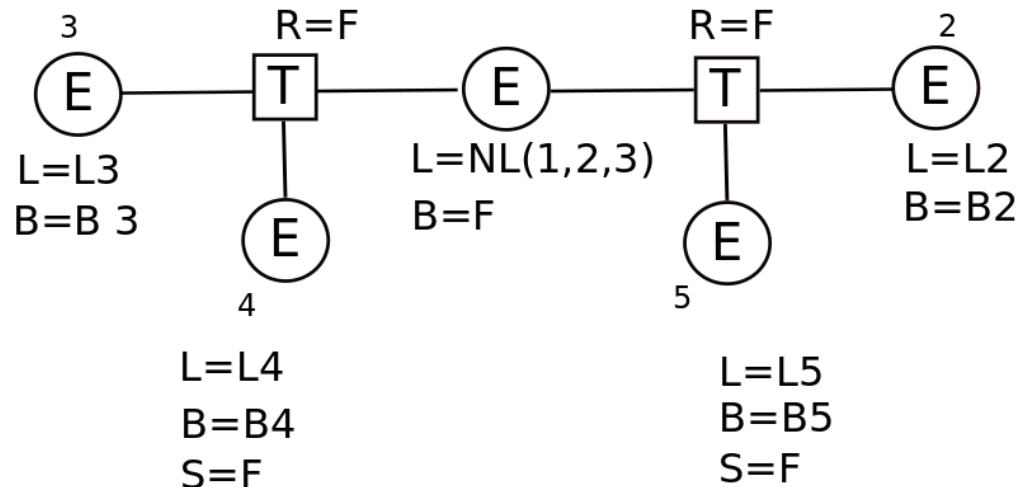 3
R=F
R=F
2
E
T
E
T
E
L=L3
B=B 3
L=NL(1,2,3)
B=F
L=L2
B=B2
E
E
4
5
L=L4
B=B4
S=F
L=L5
B=B5
S=F